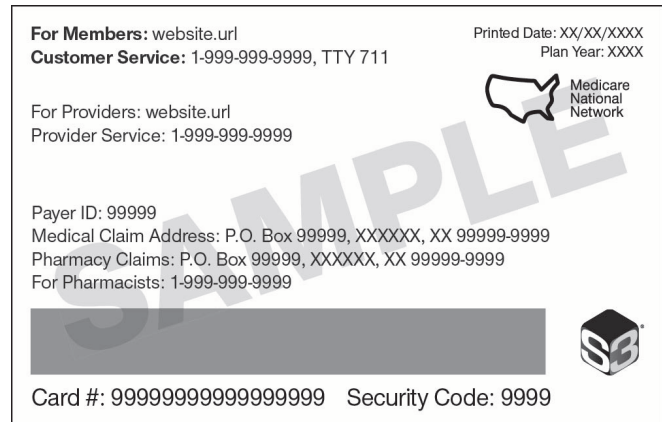 For Members: website.url
Customer Service: 1-999-999-9999, TTY 711
Printed Date: XX/XX/XXXX
Plan Year: XXXX
Medicare
National
Network
For Providers: website.url
Provider Service: 1-999-999-9999
SAMPLE
Payer ID: 99999
Medical Claim Address: P.O. Box 99999, XXXXXX, XX 99999-9999
Pharmacy Claims: P.O. Box 99999, XXXXXX, XX 99999-9999
For Pharmacists: 1-999-999-9999
S3
Card #: 99999999999999999 Security Code: 9999